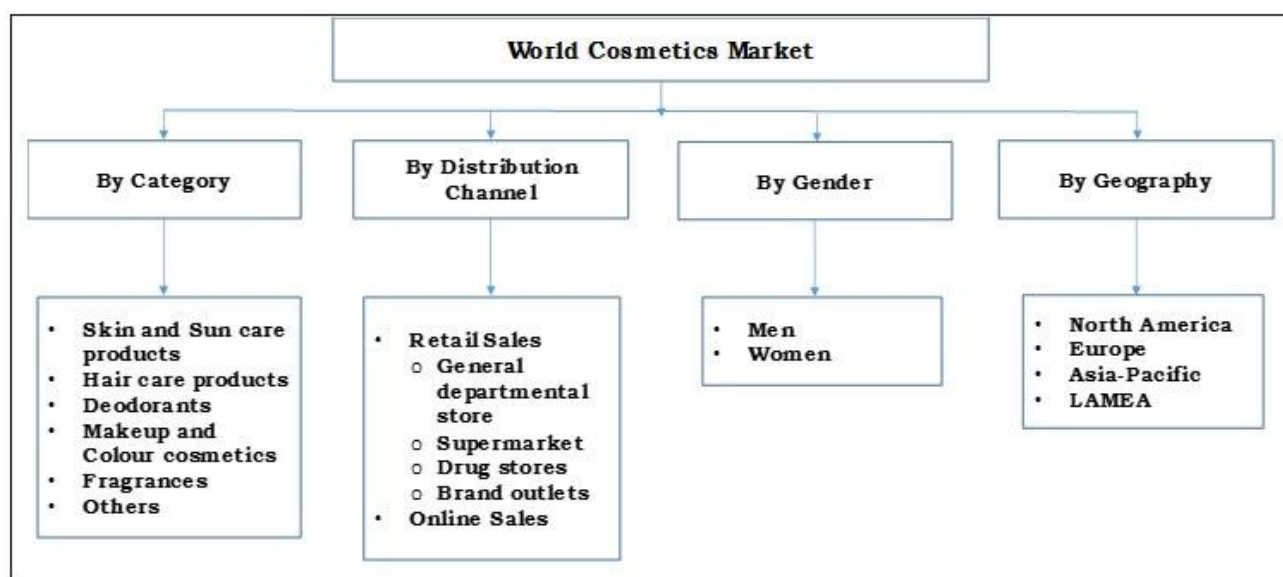 World Cosmetics Market
By Category
By Distribution
Channel
By Gender
By Geography
• Skin and Sun care
products
• Hair care products
• Deodorants
• Makeup and
Colour cosmetics
• Fragrances
• Others
• Retail Sales
o General
departmental
store
o Supermarket
o Drug stores
o Brand outlets
• Online Sales
• Men
• Women
• North America
• Europe
• Asia-Pacific
• LAMEA